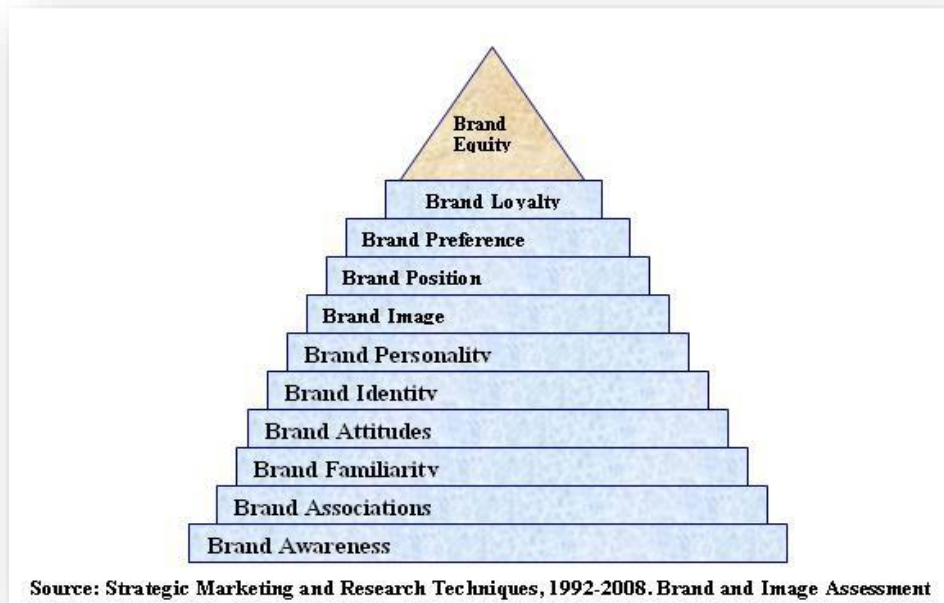 Brand
Equity
Brand Loyalty
Brand Preference
Brand Position
Brand Image
Brand Personality
Brand Identity
Brand Attitudes
Brand Familiarity
Brand Associations
Brand Awareness
Source: Strategic Marketing and Research Techniques, 1992-2008. Brand and Image Assessment